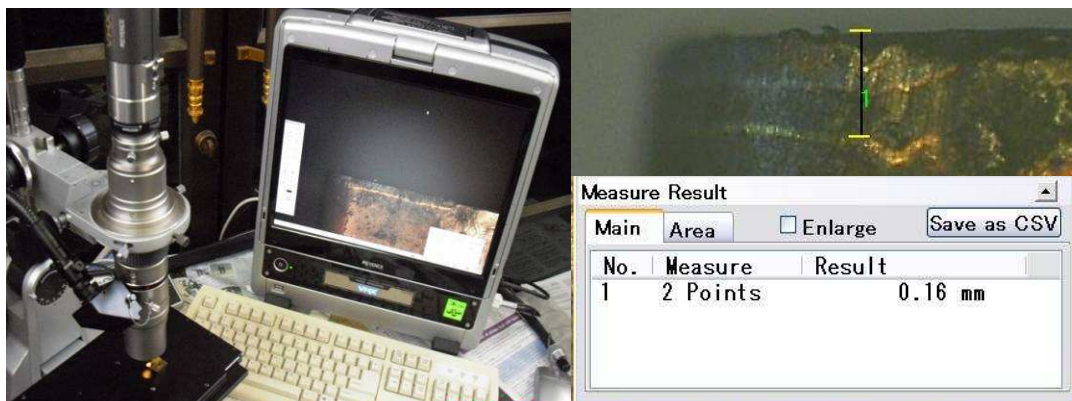 KEYENCE
VHX
1
Measure Result
Main Area Enlarge Save as CSV
No. Measure Result
1 2 Points 0.16 mm